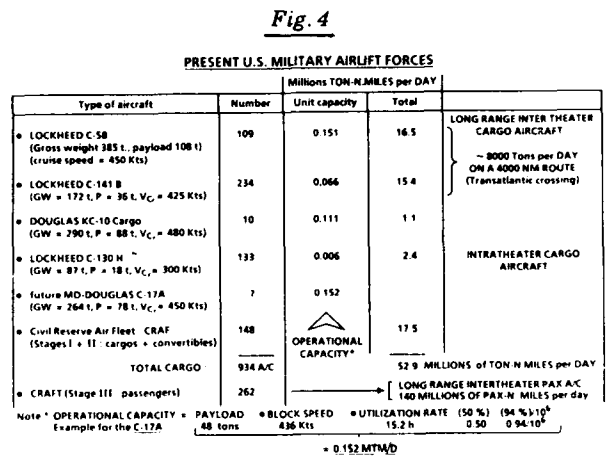 Fig. 4
PRESENT U.S. MILITARY AIRLIFT FORCES
Millions TON-N.MILES per DAY
Type of aircraft Number Unit capacity Total
• LOCKHEED C-5B 109 0.151 16.5
(Gross weight 385 t., payload 108 t)
(cruise speed = 450 Kts)
LONG RANGE INTER THEATER
CARGO AIRCRAFT
~ 8000 Tons per DAY
ON A 4000 NM ROUTE
(Transatlantic crossing)
• LOCKHEED C-141 B 234 0.066 15.4
(GW = 172 t, P = 36 t, VC, = 425 Kts)
• DOUGLAS KC-10 Cargo 10 0.111 1 1
(GW = 290 t, P = 88 t, VC, = 480 Kts)
• LOCKHEED C-130 H 133 0.006 2.4
(GW = 87 t, P = 18 t, VC, = 300 Kts)
INTRATHEATER CARGO
AIRCRAFT
• future MD-DOUGLAS C-17A ? 0.152
(GW = 264 t, P = 78 t, VC, = 450 Kts)
• Civil Reserve Air Fleet CRAF 148 17 5
(Stages I + II : cargos + convertibles)
OPERATIONAL
CAPACITY*
TOTAL CARGO 934 A/C 52 9 MILLIONS of TON-N MILES per DAY
• CRAFT (Stage III passengers) 262
LONG RANGE INTERTHEATER PAX A/C
140 MILLIONS OF PAX-N MILES per day
Note * OPERATIONAL CAPACITY = PAYLOAD • BLOCK SPEED • UTILIZATION RATE (50 %) (94 %)·10⁶
Example for the C-17A 48 tons 436 Kts 15.2 h 0.50 0.94/10⁶
= 0.152 MTM/D